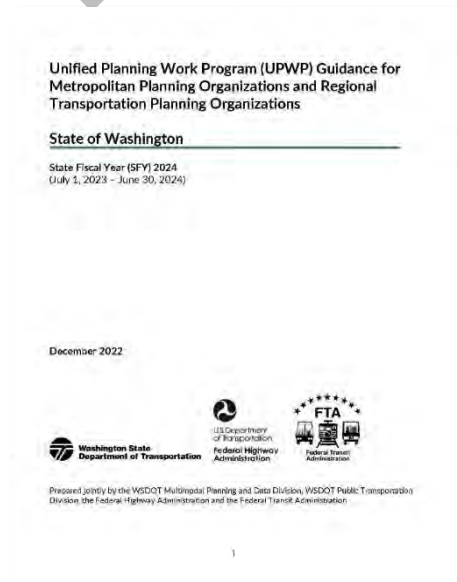 Unified Planning Work Program (UPWP) Guidance for
Metropolitan Planning Organizations and Regional
Transportation Planning Organizations
State of Washington
State Fiscal Year (SFY) 2024
(July 1, 2023 – June 30, 2024)
December 2022
Washington State
Department of Transportation
U.S. Department
of Transportation
Federal Highway
Administration
FTA
Federal Transit
Administration
Prepared jointly by the WSDOT Multimodal Planning and Data Division, WSDOT Public Transportation
Division, the Federal Highway Administration and the Federal Transit Administration
1